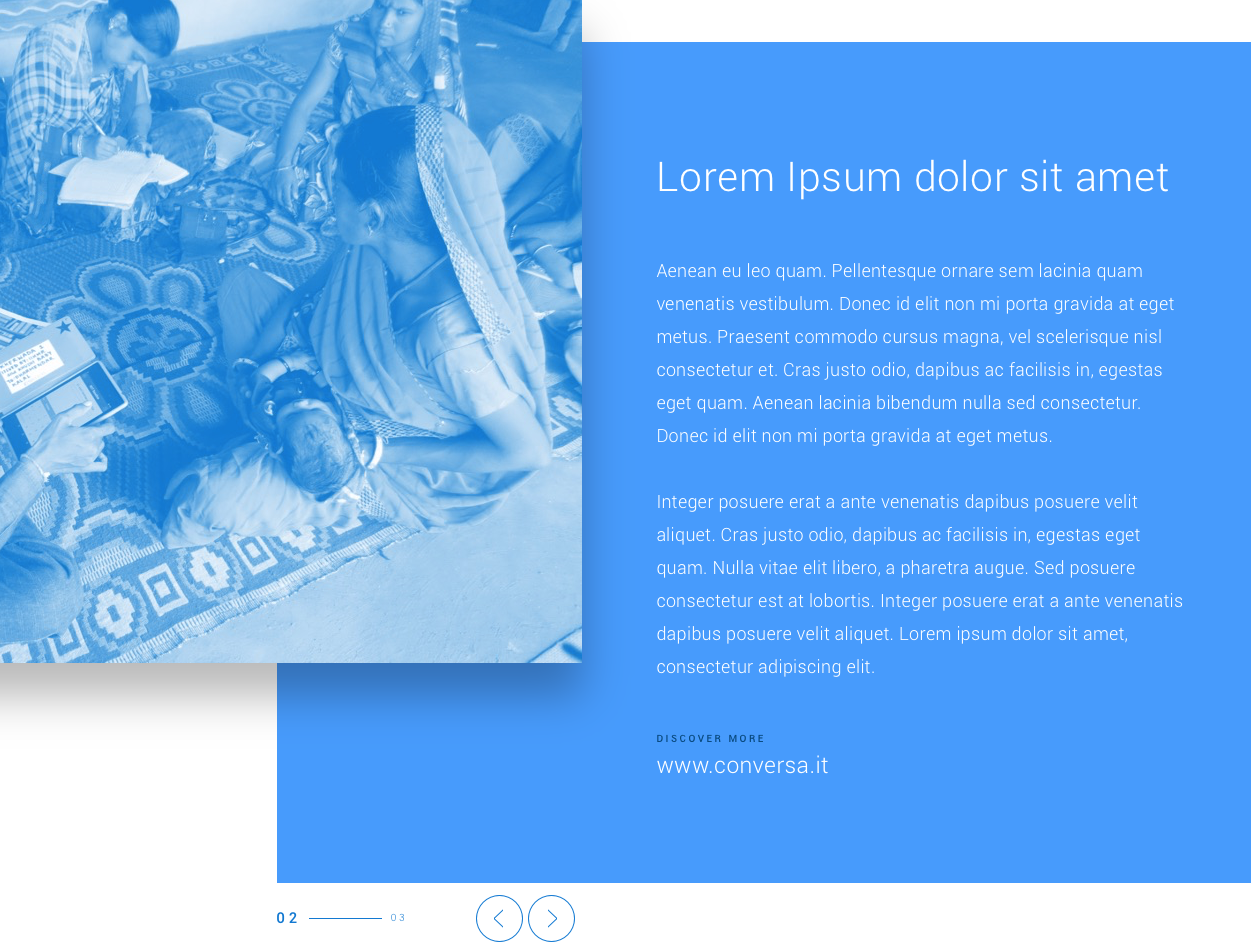 Lorem Ipsum dolor sit amet
Aenean eu leo quam. Pellentesque ornare sem lacinia quam
venenatis vestibulum. Donec id elit non mi porta gravida at eget
metus. Praesent commodo cursus magna, vel scelerisque nisl
consectetur et. Cras justo odio, dapibus ac facilisis in, egestas
eget quam. Aenean lacinia bibendum nulla sed consectetur.
Donec id elit non mi porta gravida at eget metus.
Integer posuere erat a ante venenatis dapibus posuere velit
aliquet. Cras justo odio, dapibus ac facilisis in, egestas eget
quam. Nulla vitae elit libero, a pharetra augue. Sed posuere
consectetur est at lobortis. Integer posuere erat a ante venenatis
dapibus posuere velit aliquet. Lorem ipsum dolor sit amet,
consectetur adipiscing elit.
DISCOVER MORE
www.conversa.it
02
03